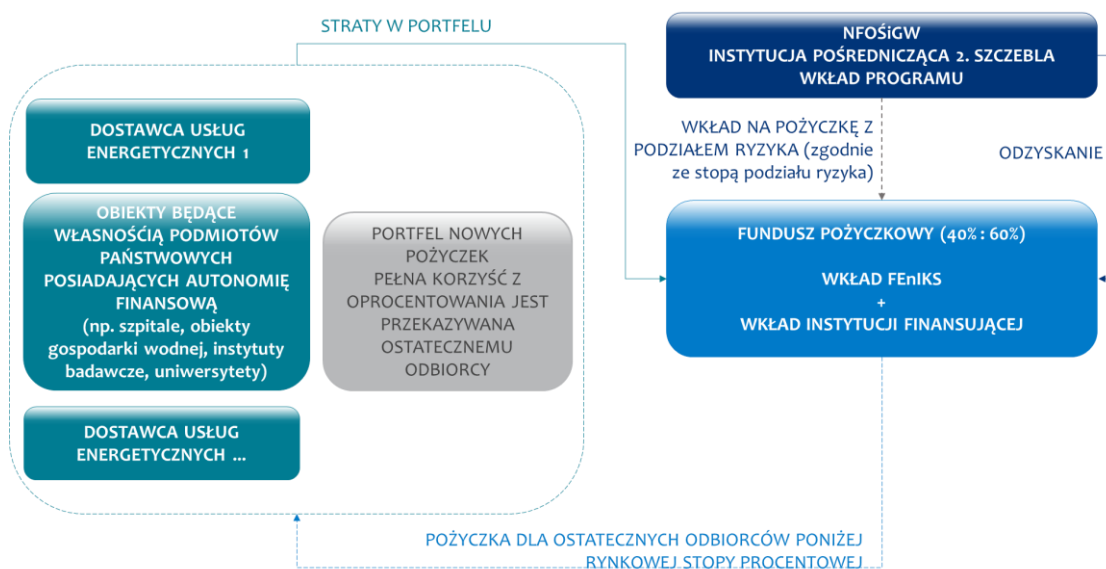 STRATY W PORTFELU
NFOŚiGW
INSTYTUCJA POŚREDNICZĄCA 2. SZCZEBLA
WKŁAD PROGRAMU
DOSTAWCA USŁUG
ENERGETYCZNYCH 1
WKŁAD NA POŻYCZKĘ Z
PODZIAŁEM RYZYKA (zgodnie
ze stopą podziału ryzyka)
ODZYSKANIE
OBIEKTY BĘDĄCE
WŁASNOŚĆIĄ PODMIOTÓW
PAŃSTWOWYCH
POSIADAJĄCYCH AUTONOMIĘ
FINANSOWĄ
(np. szpitale, obiekty
gospodarki wodnej, instytuty
badawcze, uniwersytety)
PORTFEL NOWYCH
POŻYCZEK
PEŁNA KORZYŚĆ Z
OPROCENTOWANIA JEST
PRZEKAZYWANA
OSTATECZNEMU
ODBIORCY
FUNDUSZ POŻYCZKOWY (40% : 60%)
WKŁAD FEnIKS
+
WKŁAD INSTYTUCJI FINANSUJĄCEJ
DOSTAWCA USŁUG
ENERGETYCZNYCH ...
POŻYCZKA DLA OSTATECZNYCH ODBIORCÓW PONIŻEJ
RYNKOWEJ STOPY PROCENTOWEJ